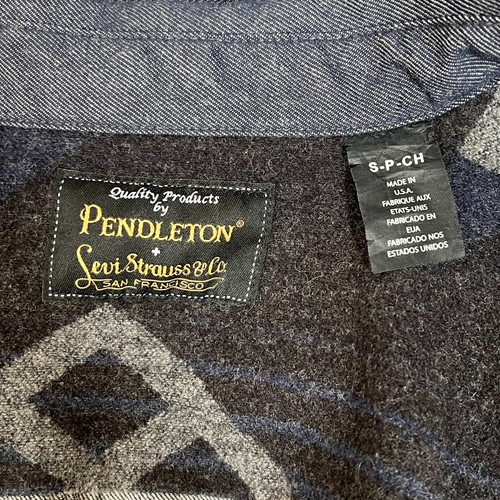 Quality Products
by
PENDLETON®
+
Levi Strauss & Co.
SAN FRANCISCO
S-P-CH
MADE IN
U.S.A.
FABRIQUE AUX
ETATS-UNIS
FABRICADO EN
EUA
FABRICADO NOS
ESTADOS UNIDOS